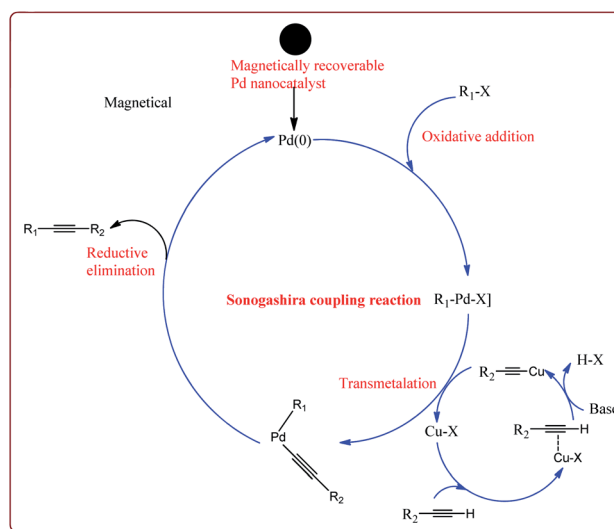 Magnetically recoverable
Pd nanocatalyst
Magnetical
R1-X
Pd(0)
Oxidative addition
R1
R2
Reductive
elimination
Sonogashira coupling reaction
R1-Pd-X]
H-X
R2
Cu
Transmetalation
Base
R1
Cu-X
R2
H
Pd
Cu-X
R2
R2
H